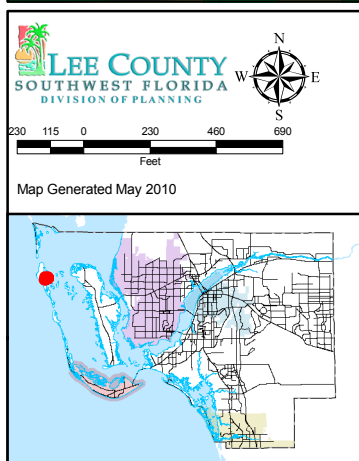 LEE COUNTY
SOUTHWEST FLORIDA
DIVISION OF PLANNING
N
W E
S
230 115 0 230 460 690
Feet
Map Generated May 2010